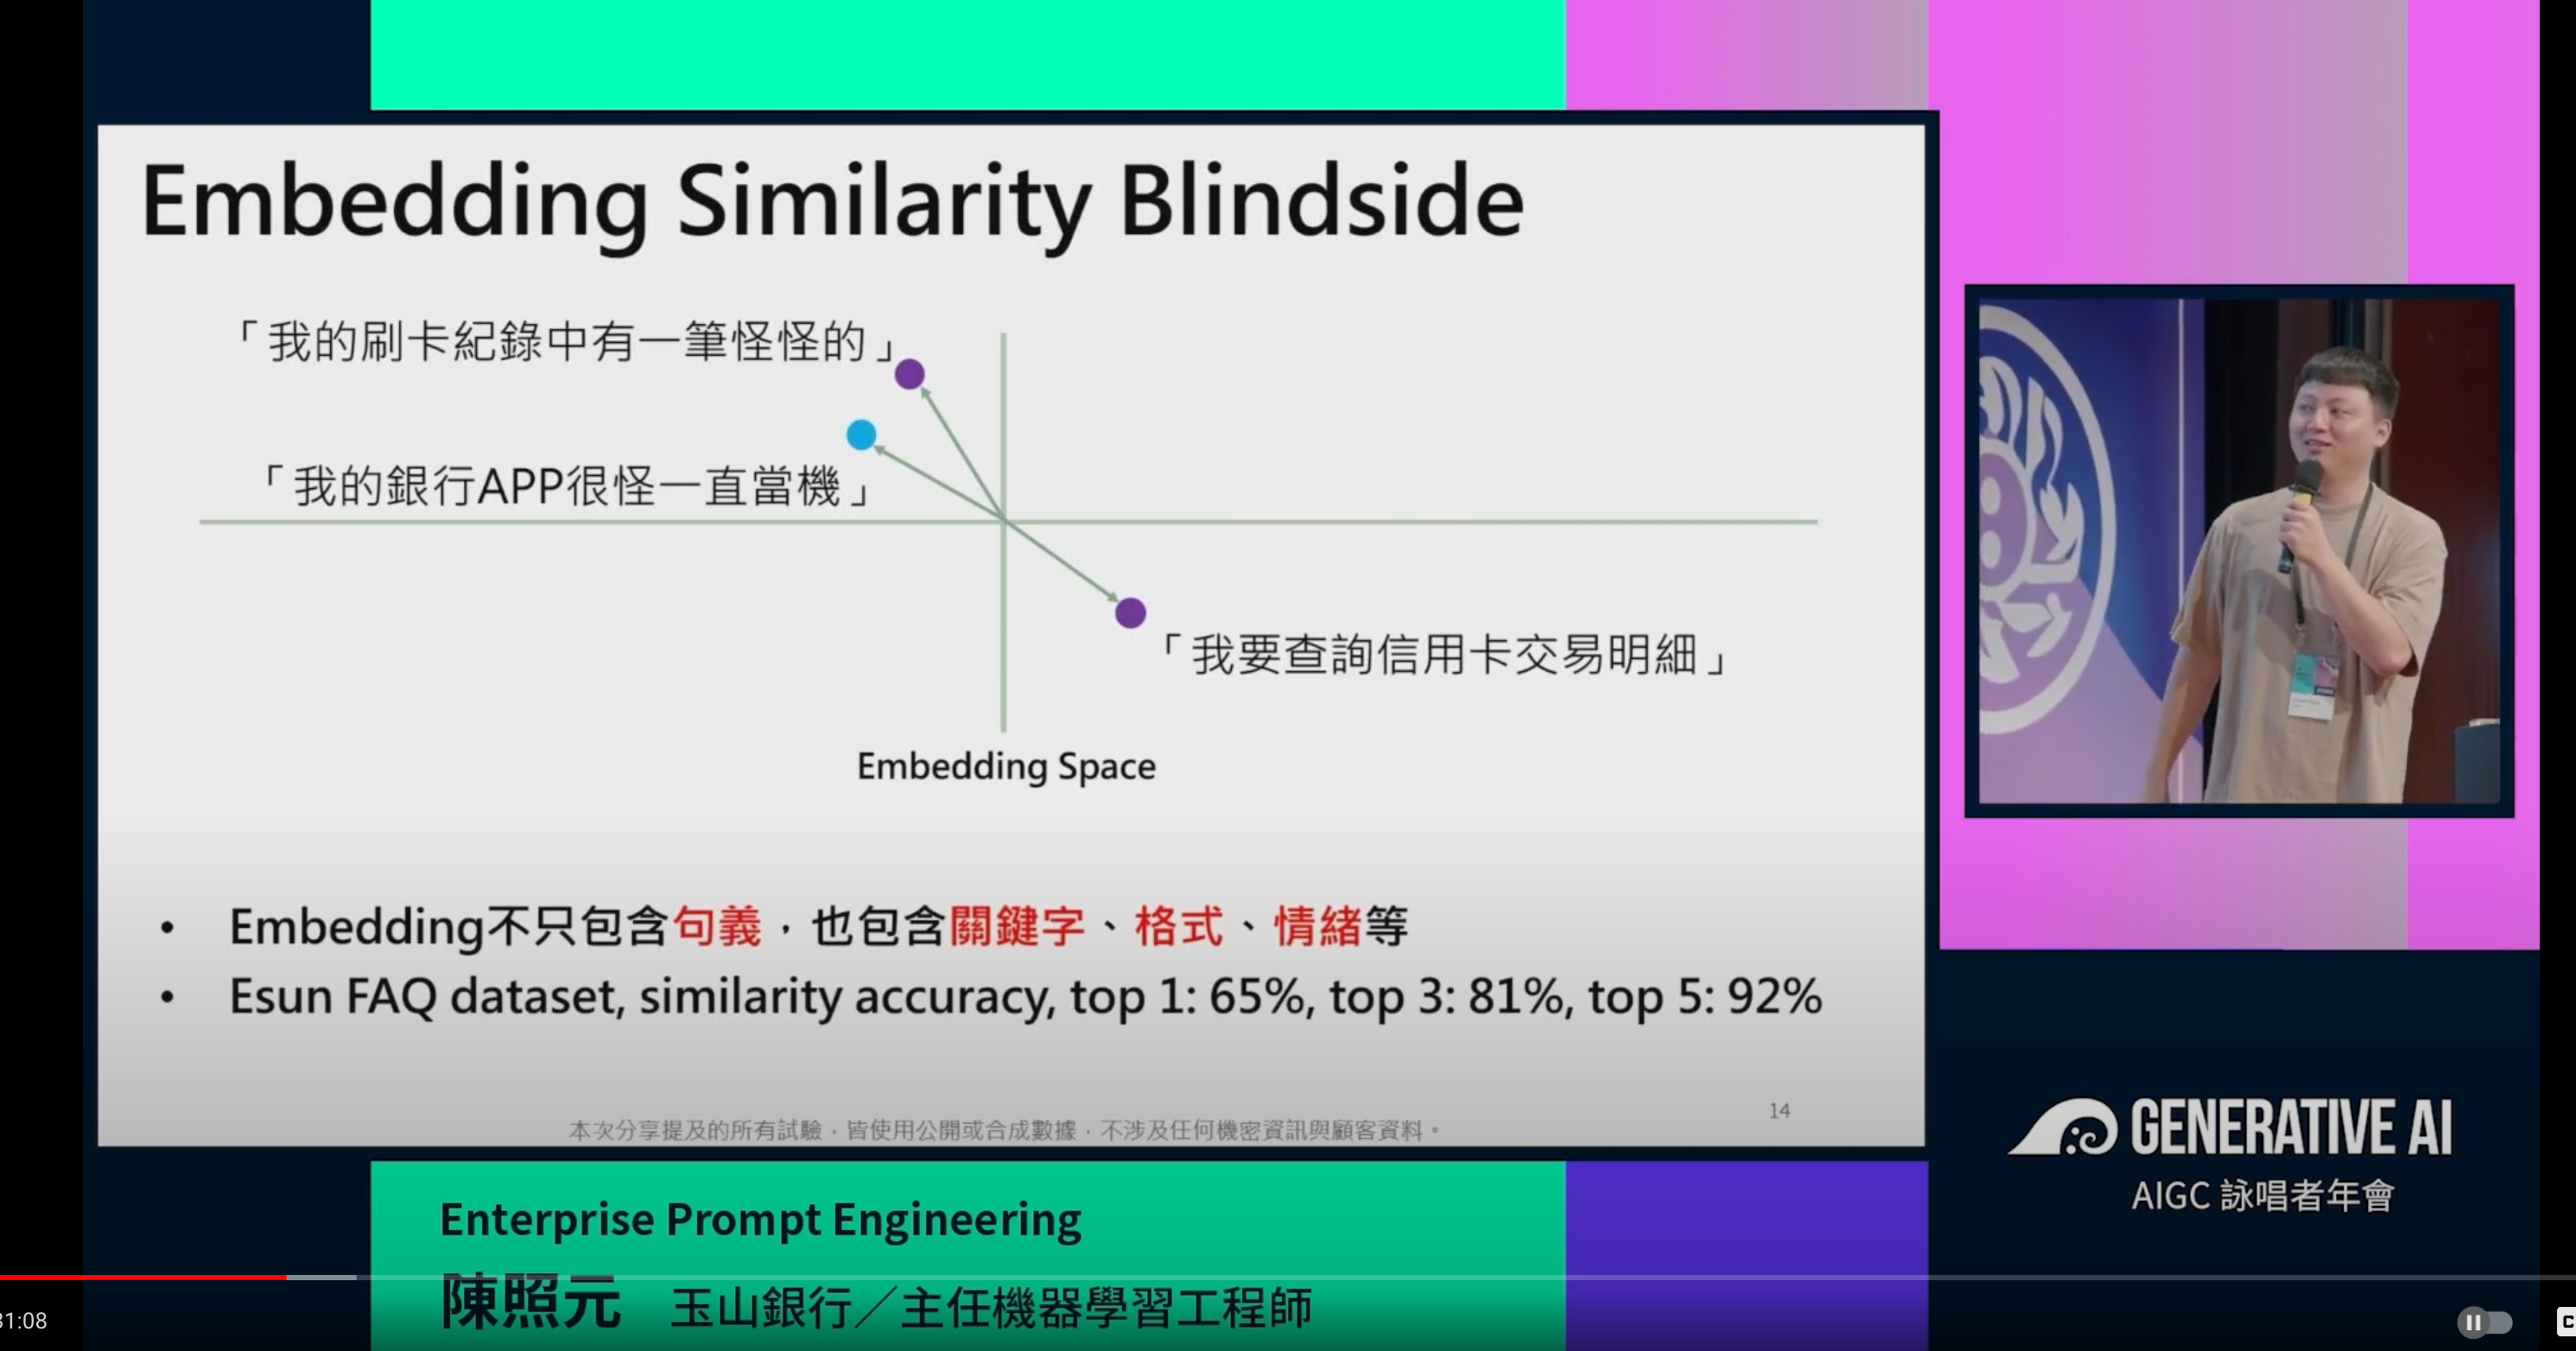 Embedding Similarity Blindside
「我的刷卡紀錄中有一筆怪怪的」
「我的銀行APP很怪一直當機」
「我要查詢信用卡交易明細」
Embedding Space
• Embedding不只包含句義，也包含關鍵字、格式、情緒等
• Esun FAQ dataset, similarity accuracy, top 1: 65%, top 3: 81%, top 5: 92%
本次分享提及的所有試驗，皆使用公開或合成數據，不涉及任何機密資訊與顧客資料。
14
GENERATIVE AI
AIGC 詠唱者年會
Enterprise Prompt Engineering
陳照元 玉山銀行／主任機器學習工程師
31:08